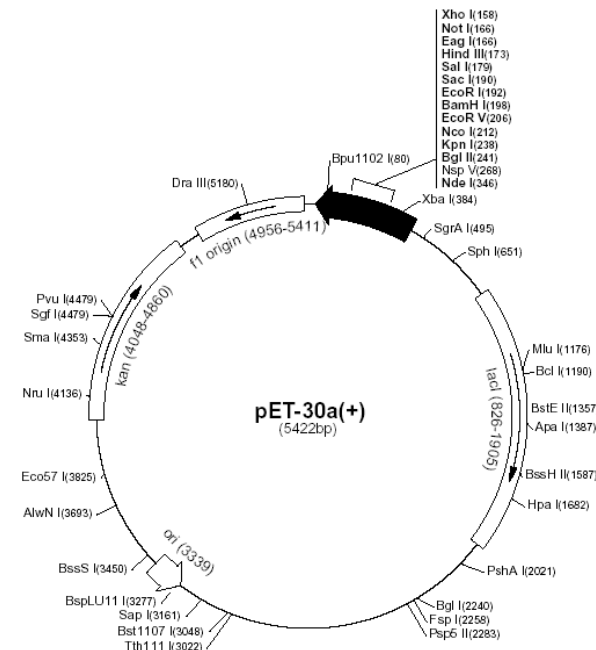 Xho I(158)
Not I(166)
Eag I(166)
Hind III(173)
Sal I(179)
Sac I(190)
EcoR I(192)
BamH I(198)
EcoR V(206)
Nco I(212)
Kpn I(238)
Bgl II(241)
Nsp V(268)
Nde I(346)
Bpu1102 I(80)
Dra III(5180)
Xba I(384)
SgrA I(495)
Sph I(651)
f1 origin (4956-5411)
Pvu I(4479)
Sgf I(4479)
Sma I(4353)
kan (4048-4860)
Nru I(4136)
Mlu I(1176)
Bcl I(1190)
lacI (826-1905)
BstE II(1357
Apa I(1387)
pET-30a(+)
(5422bp)
BssH II(1587)
Hpa I(1682)
Eco57 I(3825)
AlwN I(3693)
ori (3339)
BssS I(3450)
PshA I(2021)
BspLU11 I(3277)
Sap I(3161)
Bst1107 I(3048)
Tth111 I(3022)
Bgl I(2240)
Fsp I(2258)
Psp5 II(2283)